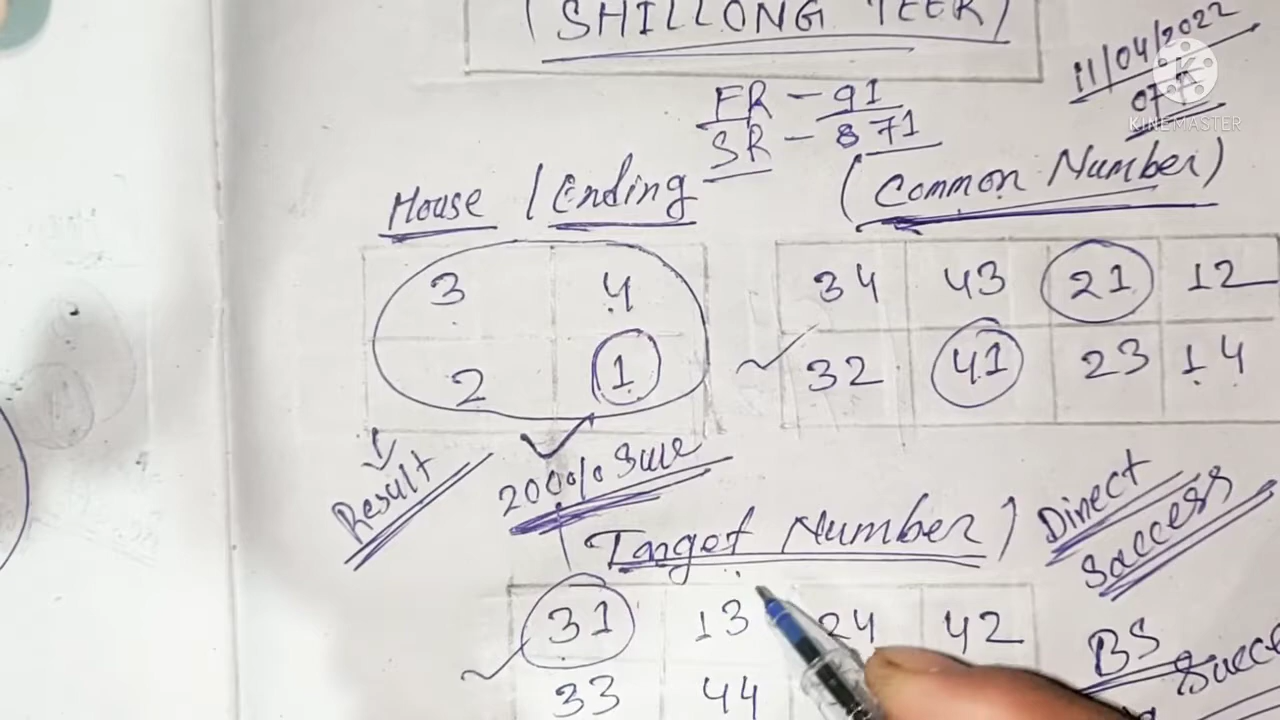 (SHILLONG TEER)
11/04/2022
07
FR - 91
SR - 871
KINEMASTER
House / Ending
(Common Number)
3 4
2 1
34 43 21 12
32 41 23 14
Result
200% Sure
(Target Number)
Direct
Success
31 13 24 42
33 44
BS